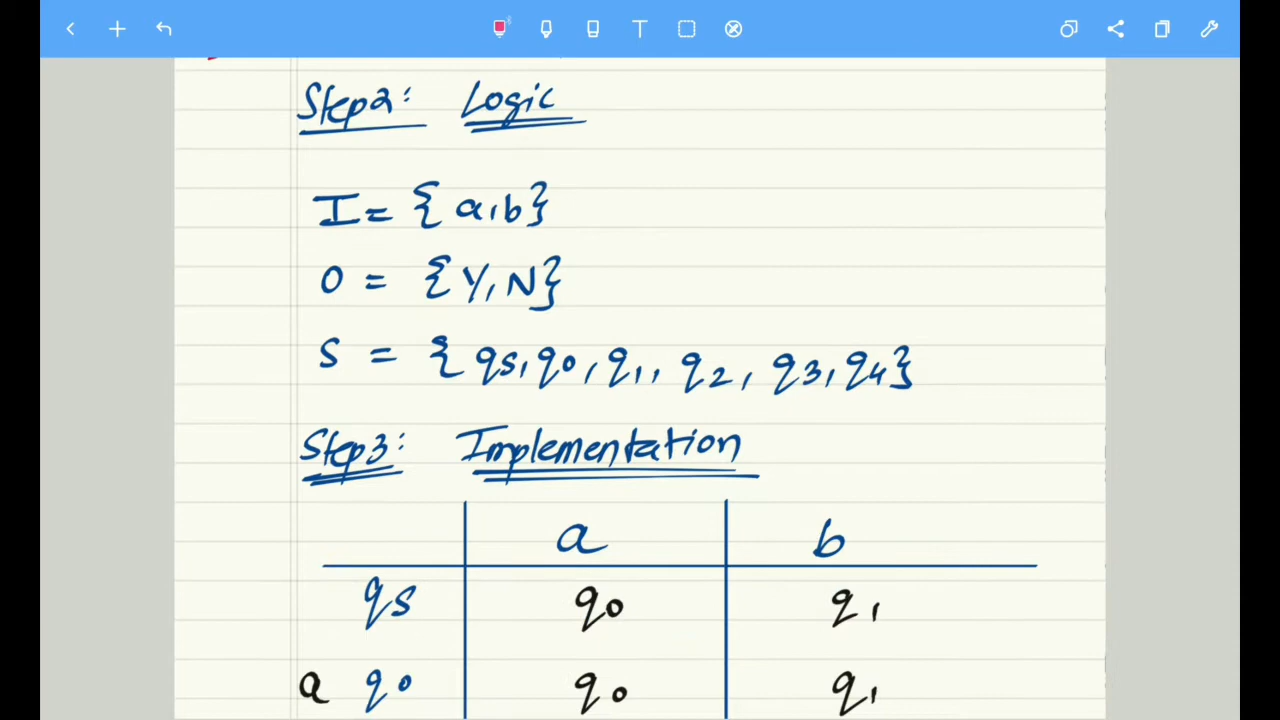 Step2: Logic
I = {a,b}
O = {Y,N}
S = {qs, q0, q1, q2, q3, q4}
Step3: Implementation
a b
qs q0 q1
a q0 q0 q1